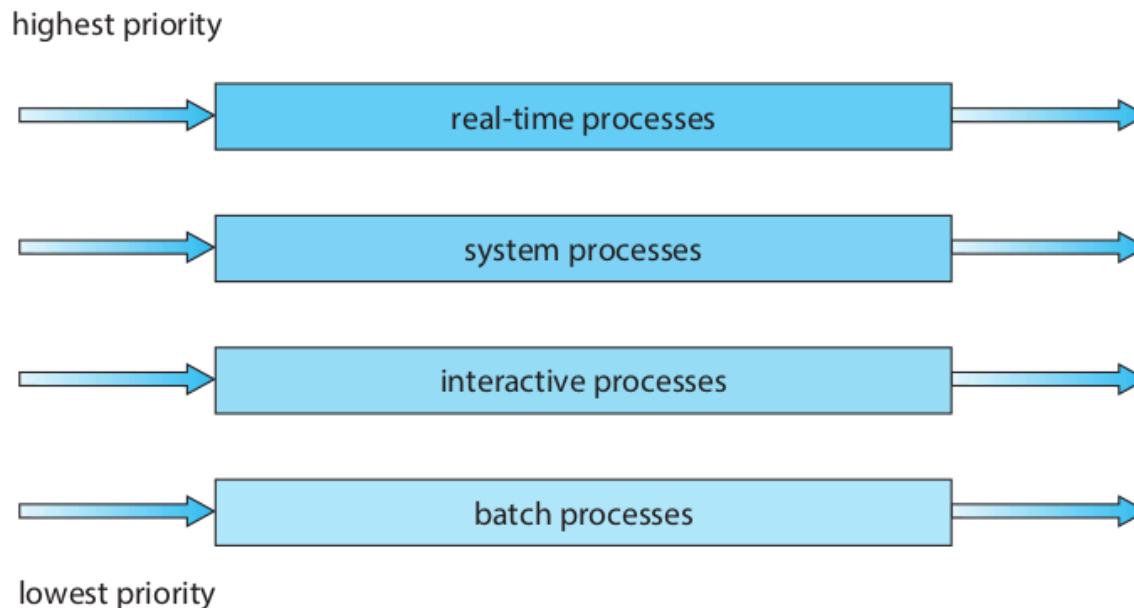 highest priority
real-time processes
system processes
interactive processes
batch processes
lowest priority